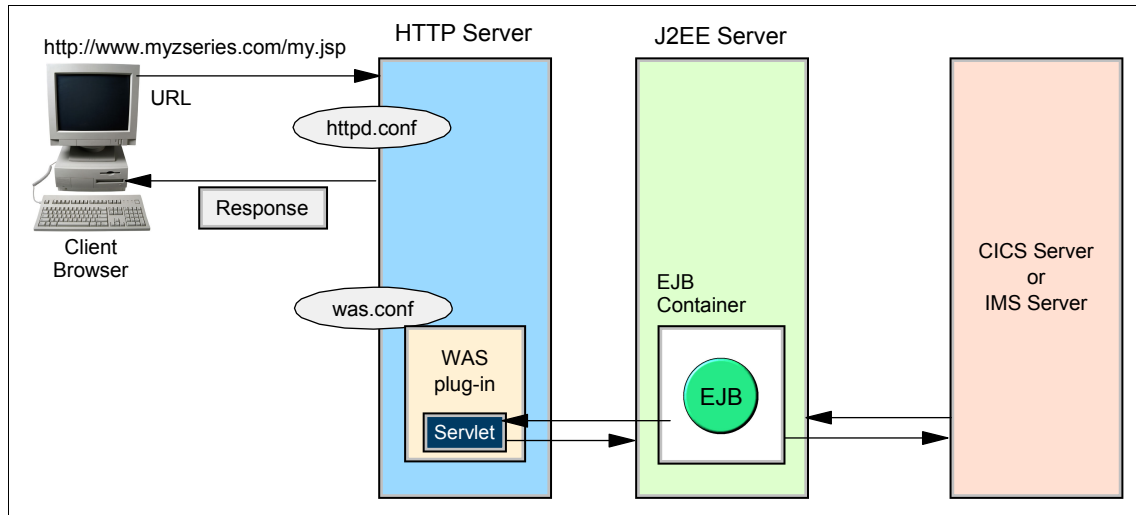 HTTP Server
J2EE Server
http://www.myzseries.com/my.jsp
URL
httpd.conf
Response
Client
Browser
CICS Server
or
IMS Server
EJB
Container
was.conf
WAS
plug-in
EJB
Servlet